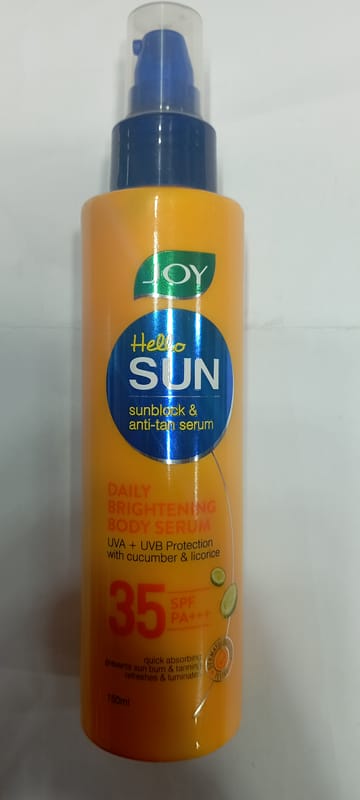 JOY
Hello
SUN
sunblock &
anti-tan serum
DAILY
BRIGHTENING
BODY SERUM
UVA + UVB Protection
with cucumber & licorice
35 SPF
PA+++
quick absorbing
prevents sun burn & tanning
refreshes & luminates
150ml